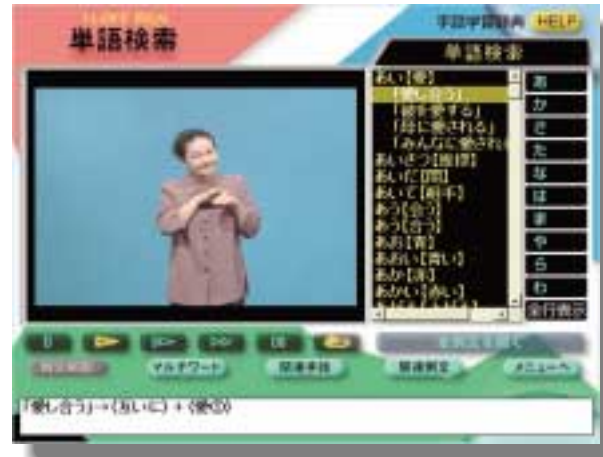 単語検索
手話学習辞典 HELP
単語検索
あい【愛】
「愛し合う」
「親を愛する」
「母に愛される」
「みんなに愛され
あいさつ【挨拶】
あいだ【間】
あいて【相手】
あう【会う】
あう【合う】
あお【青】
あおい【青い】
あか【赤】
あかい【赤い】
あ
か
さ
た
な
は
ま
や
ら
わ
全行表示
マルチワード
関連手話
関連例文
メニューへ
「愛し合う」→〈互いに〉+〈愛①〉